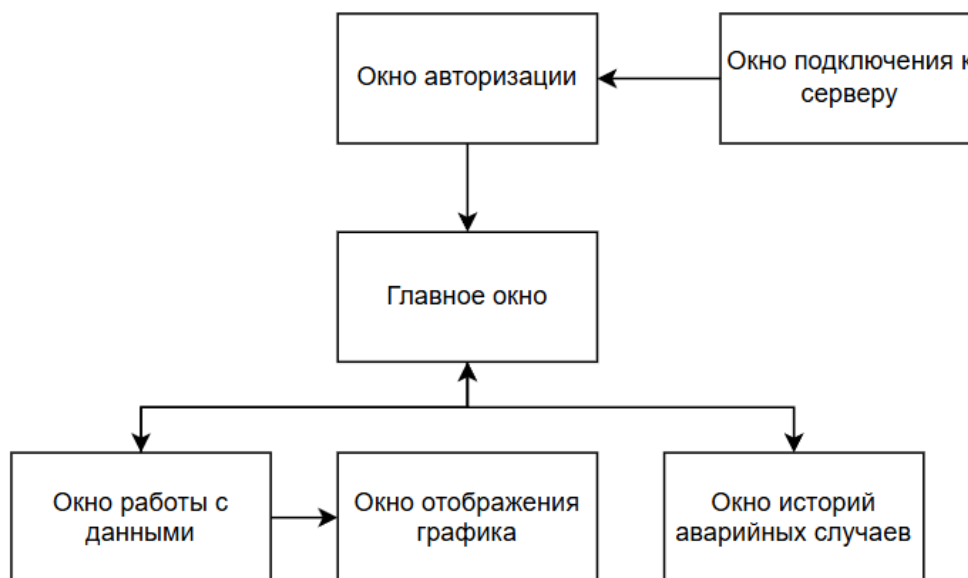 Окно авторизации
Окно подключения к
серверу
Главное окно
Окно работы с
данными
Окно отображения
графика
Окно историй
аварийных случаев